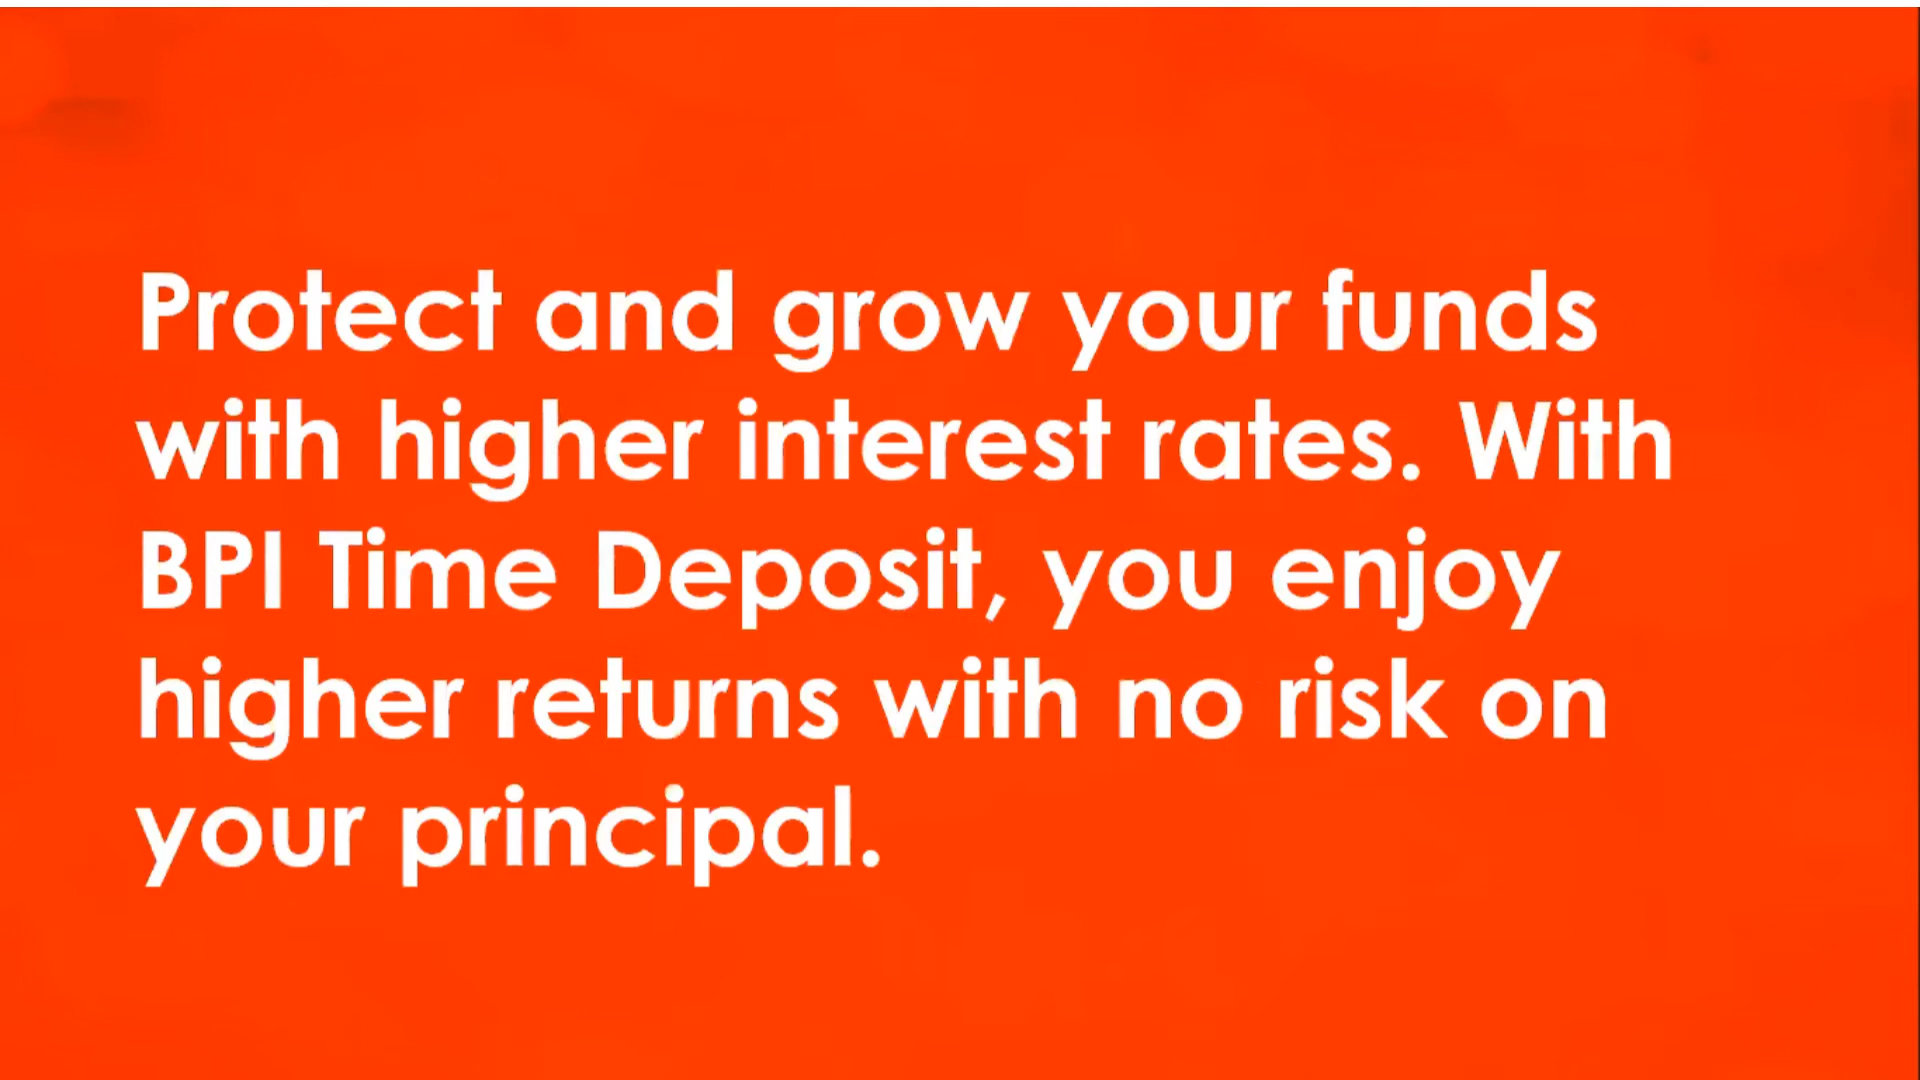 Protect and grow your funds
with higher interest rates. With
BPI Time Deposit, you enjoy
higher returns with no risk on
your principal.